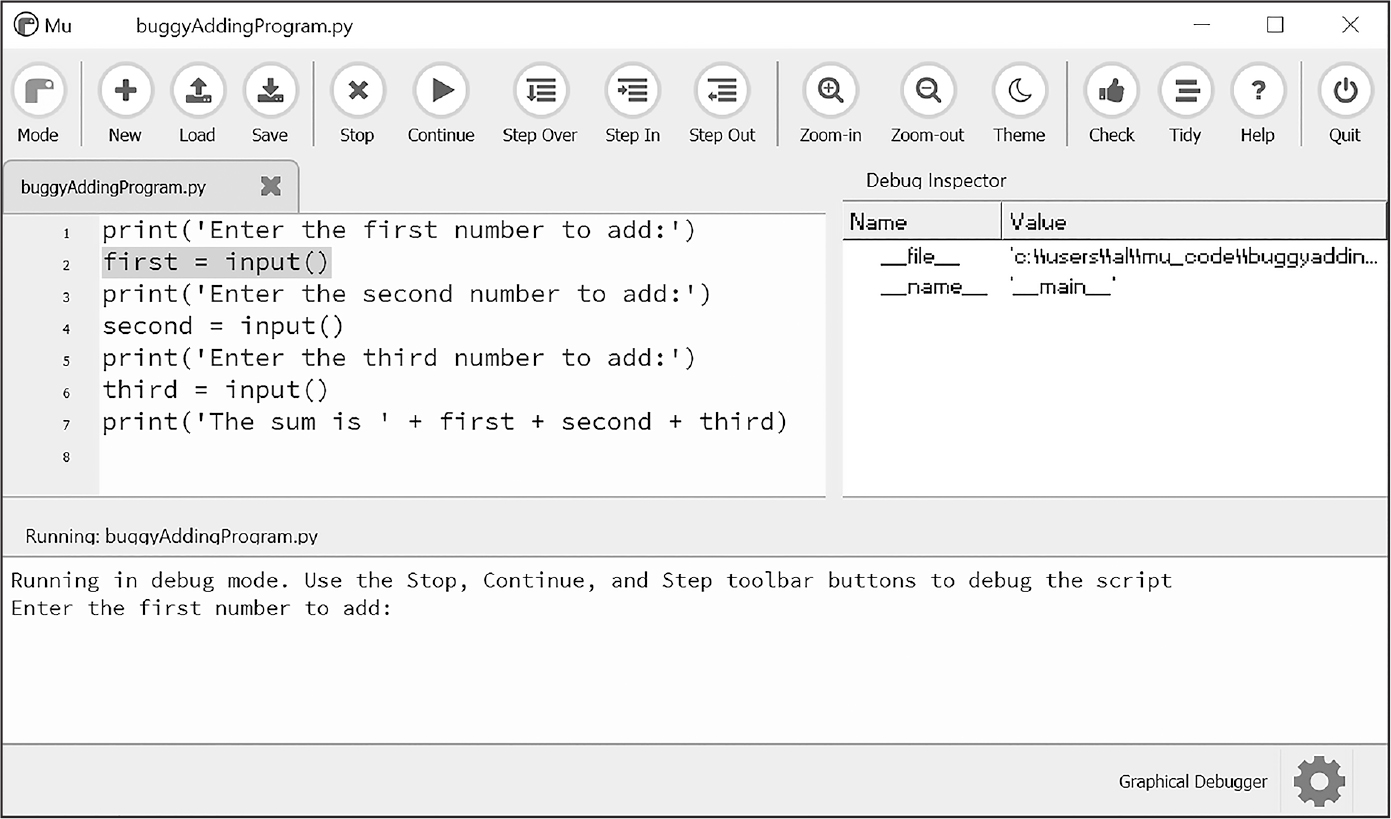 Mu buggyAddingProgram.py
Mode New Load Save Stop Continue Step Over Step In Step Out Zoom-in Zoom-out Theme Check Tidy Help Quit
buggyAddingProgram.py
Debug Inspector
Name Value
__file__ 'c:\\users\\al\\mu_code\\buggyaddin...
__name__ '__main__'
1 print('Enter the first number to add:')
2 first = input()
3 print('Enter the second number to add:')
4 second = input()
5 print('Enter the third number to add:')
6 third = input()
7 print('The sum is ' + first + second + third)
8
Running: buggyAddingProgram.py
Running in debug mode. Use the Stop, Continue, and Step toolbar buttons to debug the script
Enter the first number to add:
Graphical Debugger